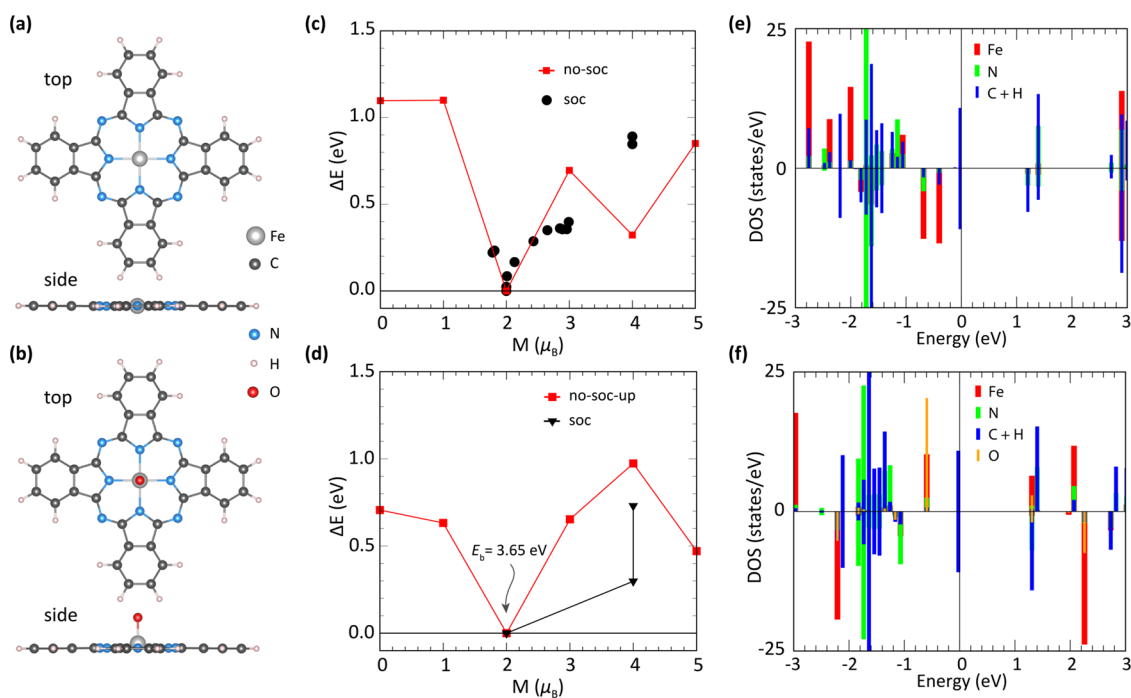 (a)
top
side
Fe
C
N
H
O
(b)
top
side
(c)
1.5
1.0
0.5
0.0
ΔE (eV)
no-soc
soc
0 1 2 3 4 5
M (μB)
(d)
1.5
1.0
0.5
0.0
ΔE (eV)
no-soc-up
soc
Eb= 3.65 eV
0 1 2 3 4 5
M (μB)
(e)
25
0
-25
DOS (states/eV)
Fe
N
C + H
-3 -2 -1 0 1 2 3
Energy (eV)
(f)
25
0
-25
DOS (states/eV)
Fe
N
C + H
O
-3 -2 -1 0 1 2 3
Energy (eV)